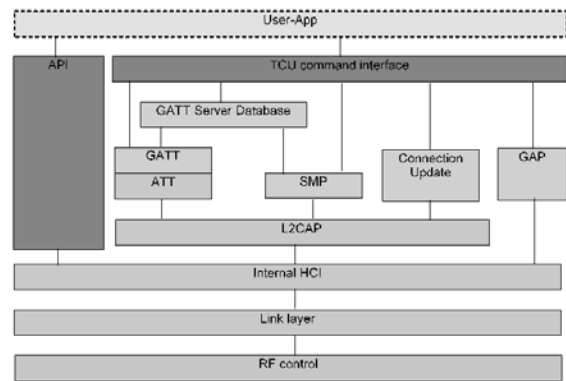 User-App
API
TCU command interface
GATT Server Database
GATT
ATT
SMP
Connection
Update
GAP
L2CAP
Internal HCI
Link layer
RF control